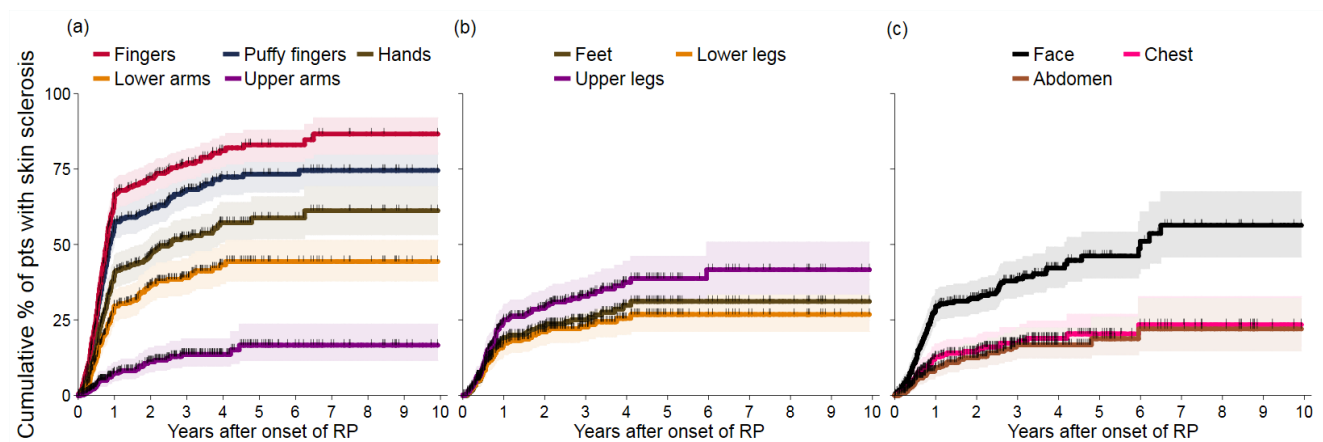 (a)
Fingers Puffy fingers Hands
Lower arms Upper arms
(b)
Feet Lower legs
Upper legs
(c)
Face Chest
Abdomen
Cumulative % of pts with skin sclerosis
100
75
50
25
0
0 1 2 3 4 5 6 7 8 9 10
Years after onset of RP
0 1 2 3 4 5 6 7 8 9 10
Years after onset of RP
0 1 2 3 4 5 6 7 8 9 10
Years after onset of RP